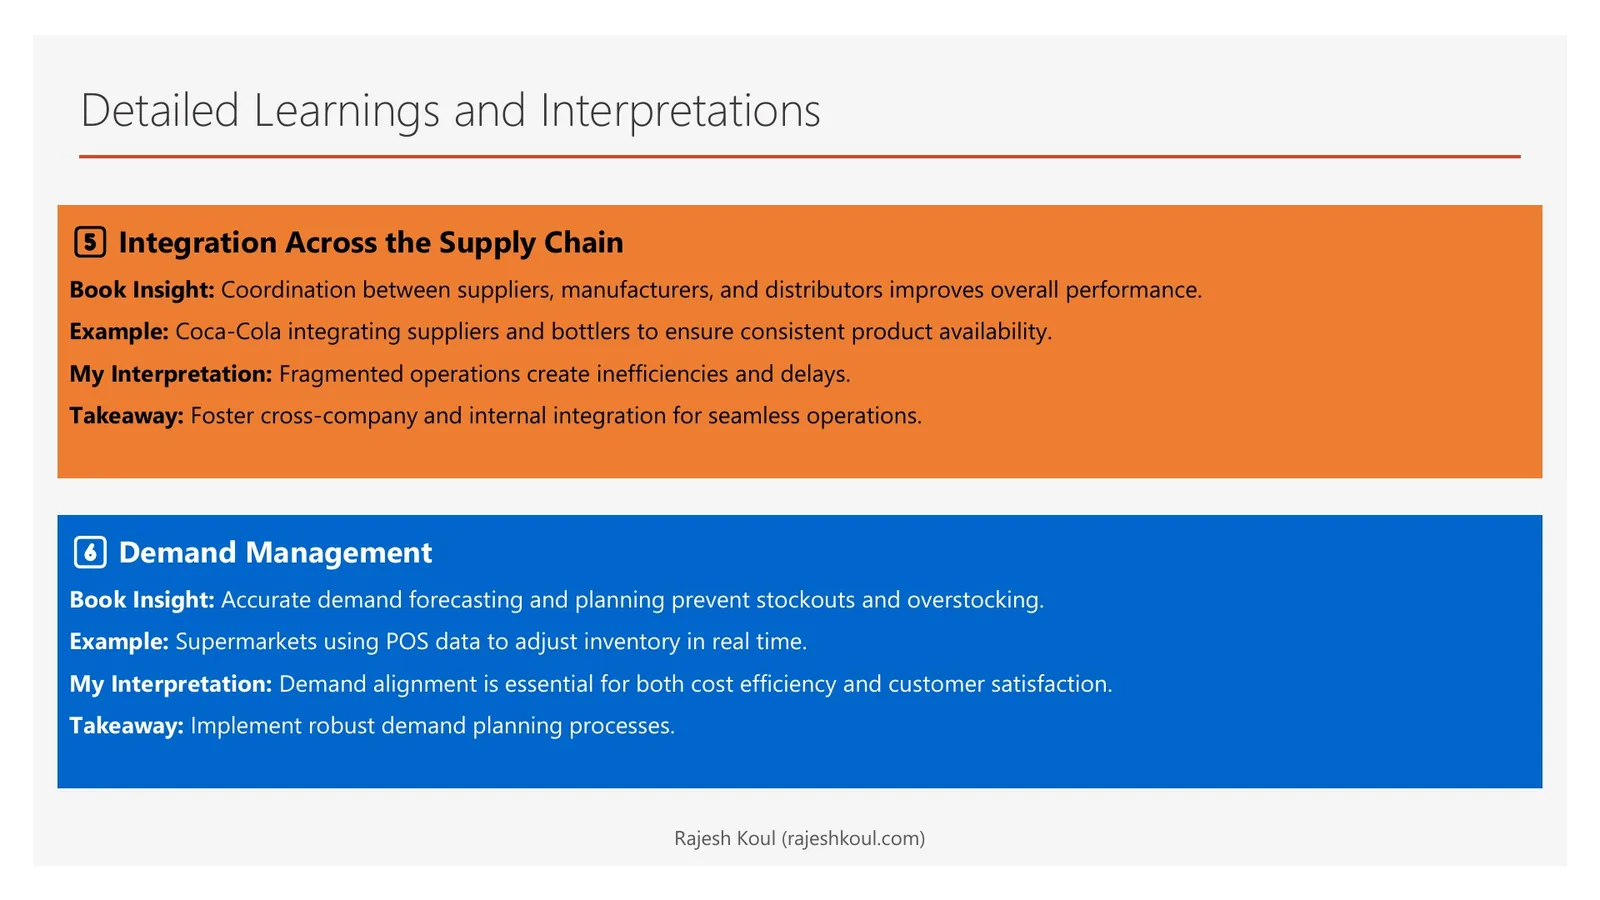 Detailed Learnings and Interpretations
5 Integration Across the Supply Chain
Book Insight: Coordination between suppliers, manufacturers, and distributors improves overall performance.
Example: Coca-Cola integrating suppliers and bottlers to ensure consistent product availability.
My Interpretation: Fragmented operations create inefficiencies and delays.
Takeaway: Foster cross-company and internal integration for seamless operations.
6 Demand Management
Book Insight: Accurate demand forecasting and planning prevent stockouts and overstocking.
Example: Supermarkets using POS data to adjust inventory in real time.
My Interpretation: Demand alignment is essential for both cost efficiency and customer satisfaction.
Takeaway: Implement robust demand planning processes.
Rajesh Koul (rajeshkoul.com)